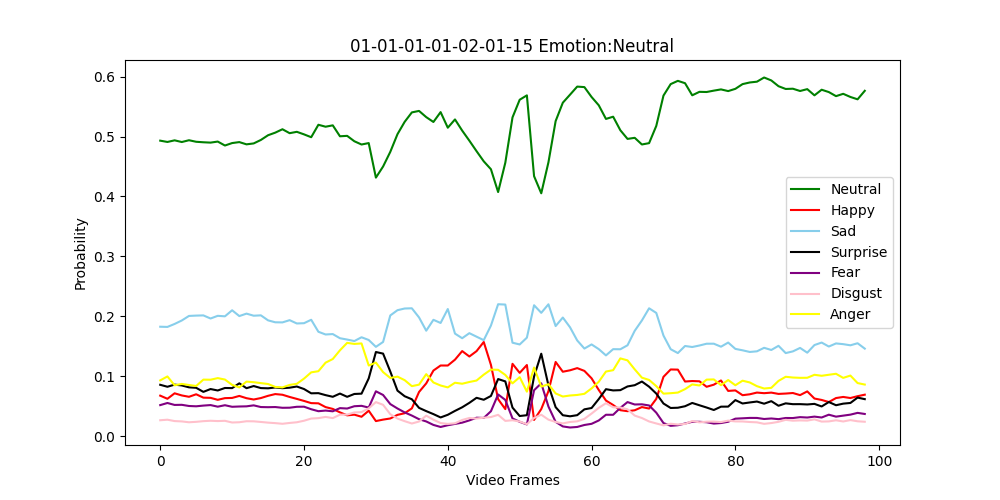 01-01-01-01-02-01-15 Emotion:Neutral
0.6
0.5
0.4
0.3
0.2
0.1
0.0
Probability
Neutral
Happy
Sad
Surprise
Fear
Disgust
Anger
0 20 40 60 80 100
Video Frames